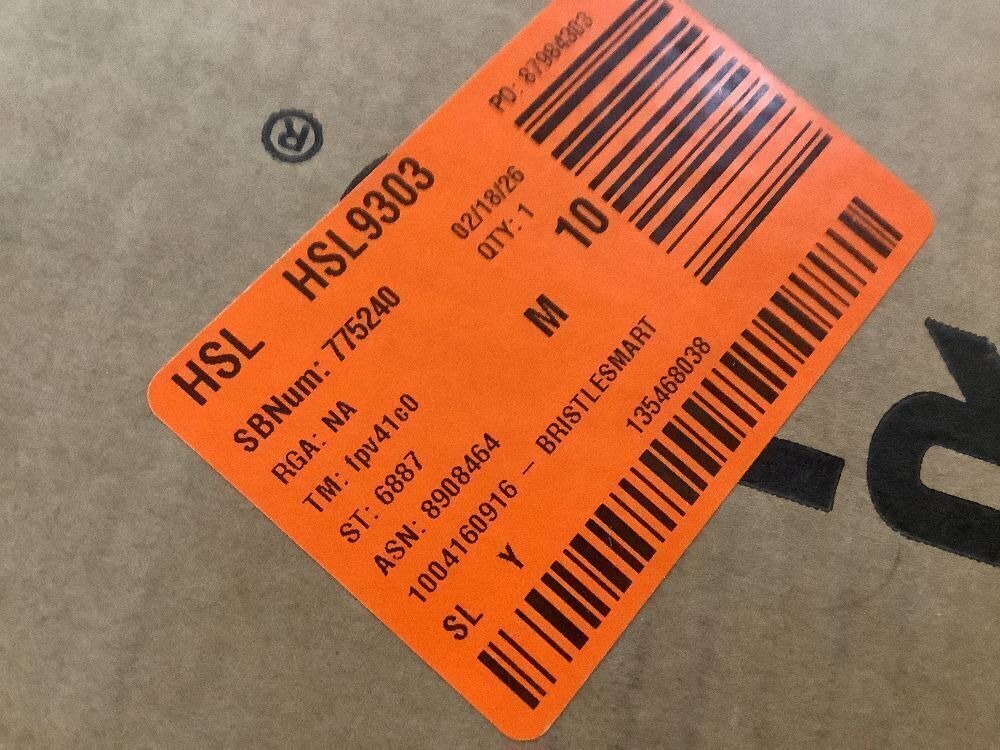 ®
HSL HSL9303
PO: 87984303
SBNum: 775240
02/18/26
RGA: NA
QTY: 1
TM: fpv41c0
10
ST: 6887
M
ASN: 8908464
1004160916 – BRISTLESMART
SL Y
135468038